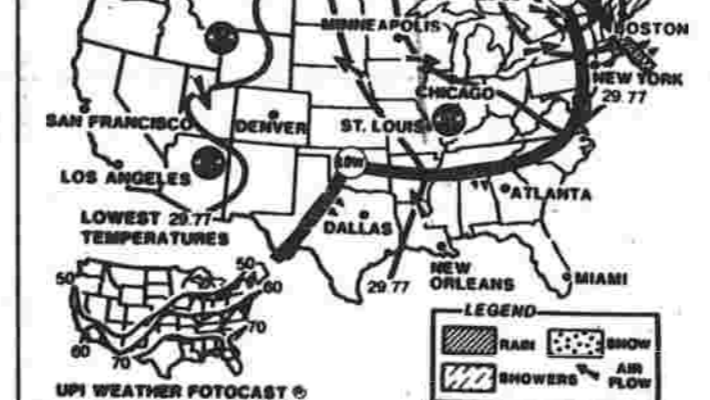 MINNEAPOLIS
BOSTON
CHICAGO
NEW YORK
29.77
SAN FRANCISCO
DENVER
ST. LOUIS
LOW
LOS ANGELES
ATLANTA
LOWEST 29.77
TEMPERATURES
DALLAS
50
50
60
29.77
NEW
ORLEANS
MIAMI
70
60
70
LEGEND
RAIN
SNOW
SHOWERS
AIR
FLOW
UPI WEATHER FOTOCAST ®